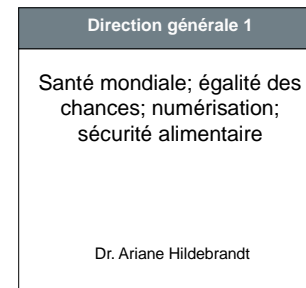 Direction générale 1
Santé mondiale; égalité des
chances; numérisation;
sécurité alimentaire
Dr. Ariane Hildebrandt